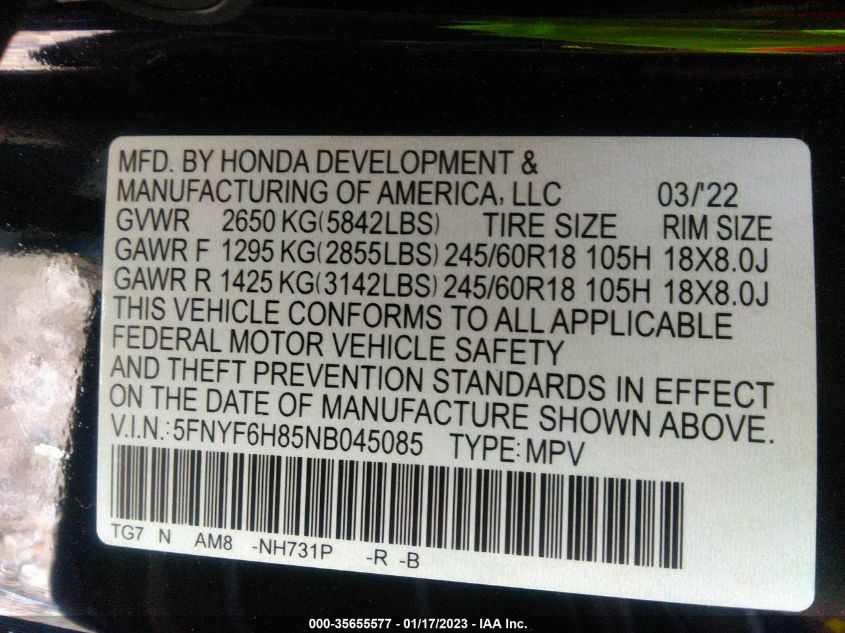 MFD. BY HONDA DEVELOPMENT &
MANUFACTURING OF AMERICA, LLC 03/'22
GVWR 2650 KG(5842LBS) TIRE SIZE RIM SIZE
GAWR F 1295 KG(2855LBS) 245/60R18 105H 18X8.0J
GAWR R 1425 KG(3142LBS) 245/60R18 105H 18X8.0J
THIS VEHICLE CONFORMS TO ALL APPLICABLE
FEDERAL MOTOR VEHICLE SAFETY
AND THEFT PREVENTION STANDARDS IN EFFECT
ON THE DATE OF MANUFACTURE SHOWN ABOVE.
V.I.N.:5FNYF6H85NB045085 TYPE:MPV
TG7 N AM8 -NH731P -R -B
000-35655577 - 01/17/2023 - IAA Inc.